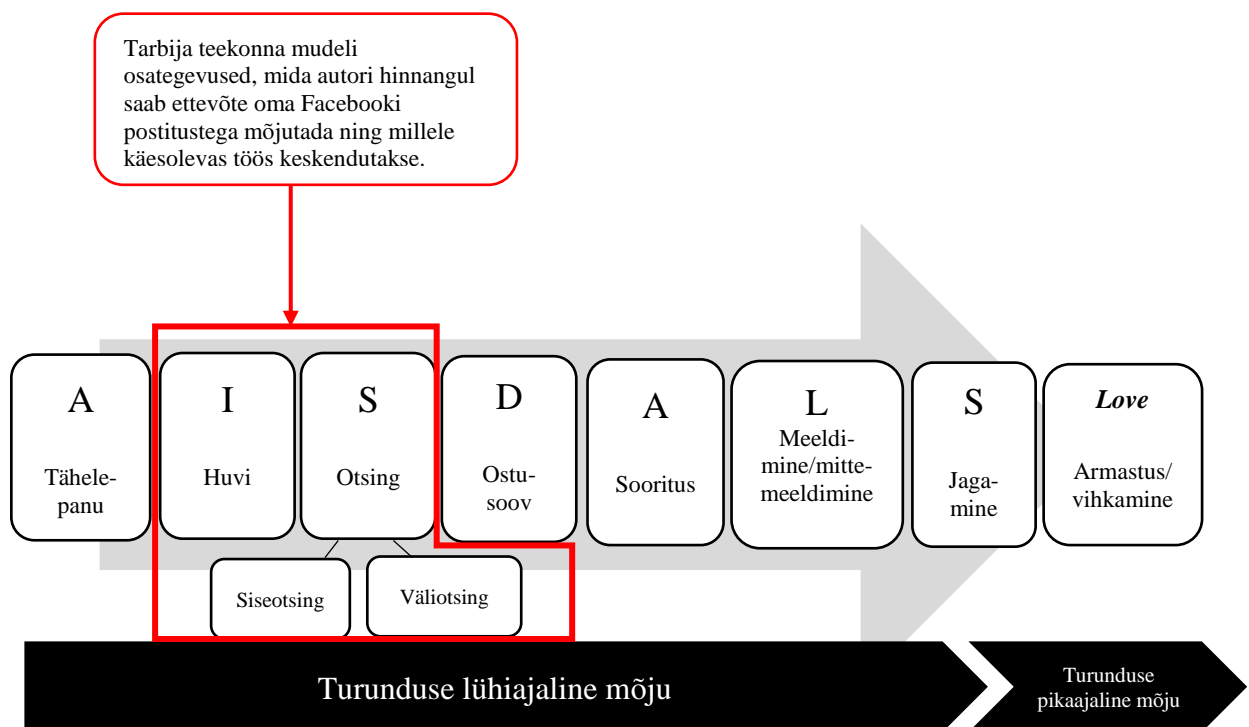 Tarbija teekonna mudeli
osategevused, mida autori hinnangul
saab ettevõte oma Facebooki
postitustega mõjutada ning millele
käesolevas töös keskendutakse.
A
Tähele-
panu
I
Huvi
S
Otsing
D
Ostu-
soov
A
Sooritus
L
Meeldi-
mine/mitte-
meeldimine
S
Jaga-
mine
Love
Armastus/
vihkamine
Siseotsing
Väliotsing
Turunduse lühiajaline mõju
Turunduse
pikaajaline mõju